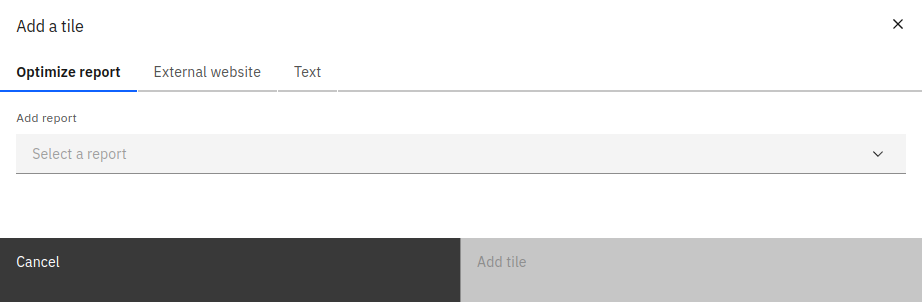 Add a tile
Optimize report External website Text
Add report
Select a report
Cancel Add tile